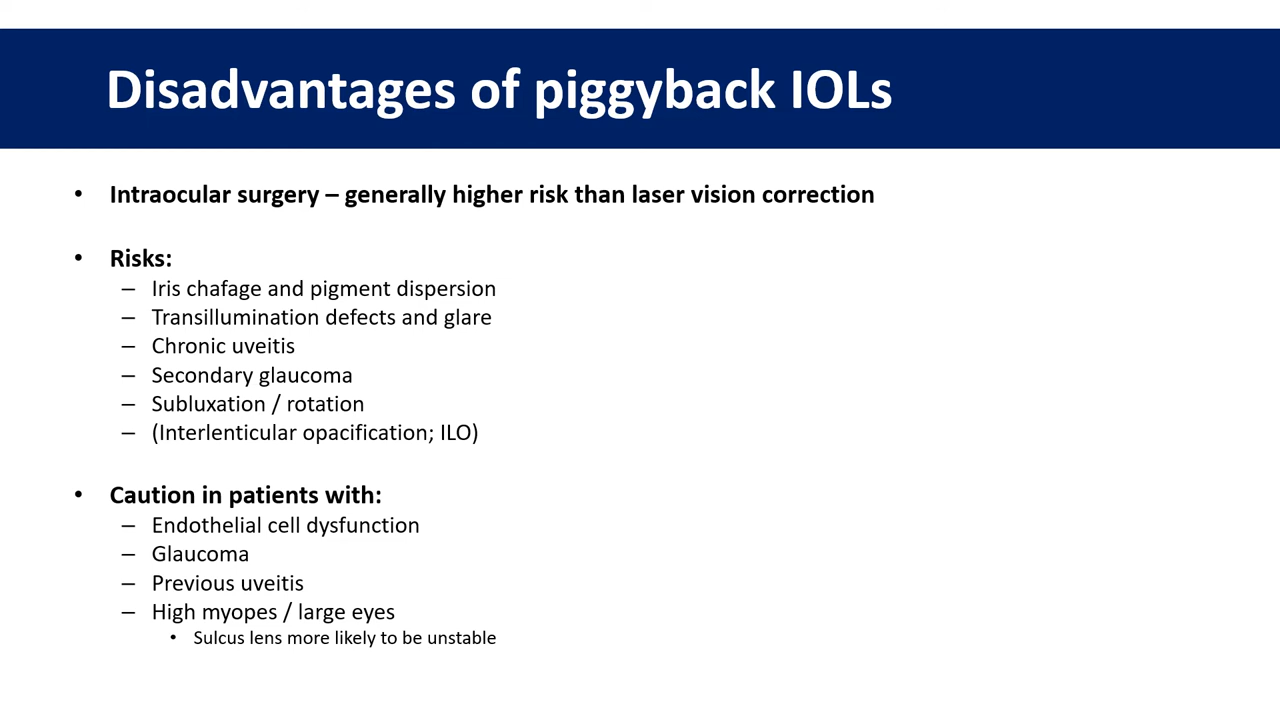 Disadvantages of piggyback IOLs
• Intraocular surgery – generally higher risk than laser vision correction
• Risks:
– Iris chafage and pigment dispersion
– Transillumination defects and glare
– Chronic uveitis
– Secondary glaucoma
– Subluxation / rotation
– (Interlenticular opacification; ILO)
• Caution in patients with:
– Endothelial cell dysfunction
– Glaucoma
– Previous uveitis
– High myopes / large eyes
• Sulcus lens more likely to be unstable